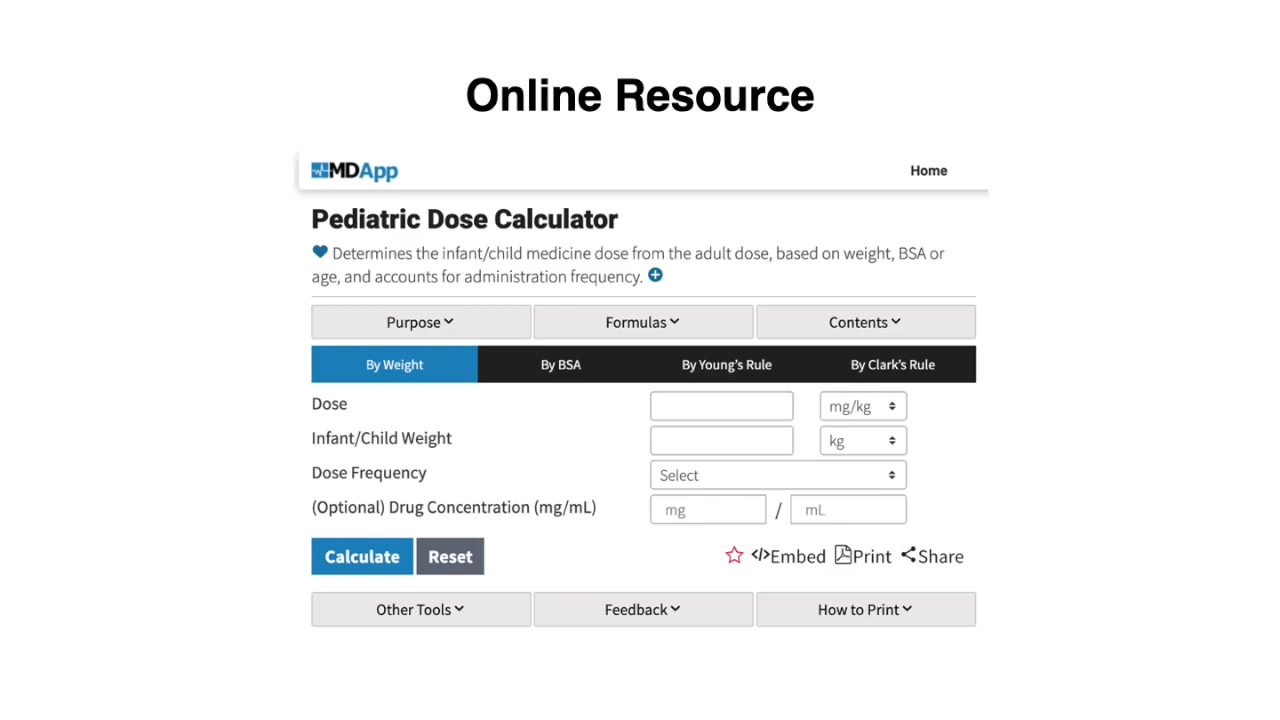 Online Resource
MDApp
Home
Pediatric Dose Calculator
Determines the infant/child medicine dose from the adult dose, based on weight, BSA or
age, and accounts for administration frequency.
Purpose Formulas Contents
By Weight By BSA By Young's Rule By Clark's Rule
Dose mg/kg
Infant/Child Weight kg
Dose Frequency Select
(Optional) Drug Concentration (mg/mL) mg / mL
Calculate Reset </>Embed Print Share
Other Tools Feedback How to Print